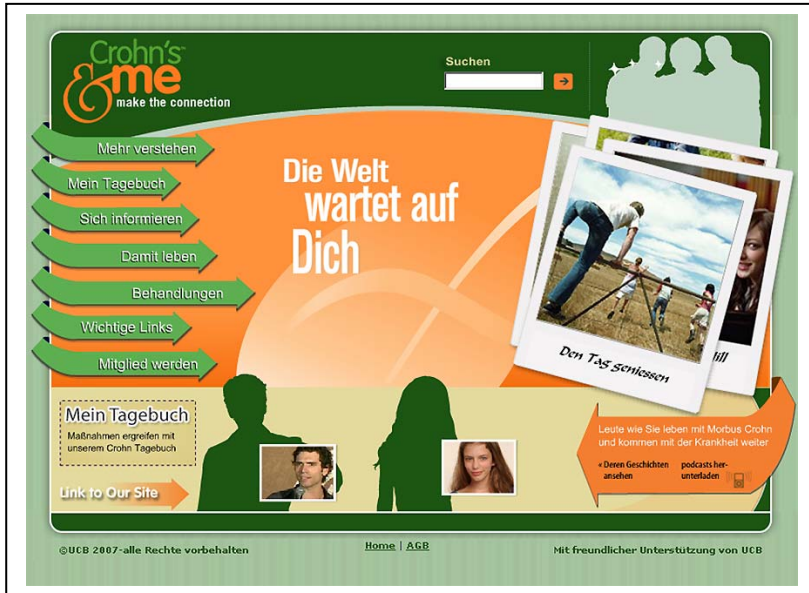 Crohn's™
&me
make the connection
Suchen
Mehr verstehen
Mein Tagebuch
Sich informieren
Damit leben
Behandlungen
Wichtige Links
Mitglied werden
Die Welt
wartet auf
Dich
Den Tag geniessen
Mein Tagebuch
Maßnahmen ergreifen mit
unserem Crohn Tagebuch
Link to Our Site
Leute wie Sie leben mit Morbus Crohn
und kommen mit der Krankheit weiter
« Deren Geschichten
ansehen
podcasts her-
unterladen
©UCB 2007-alle Rechte vorbehalten
Home | AGB
Mit freundlicher Unterstützung von UCB